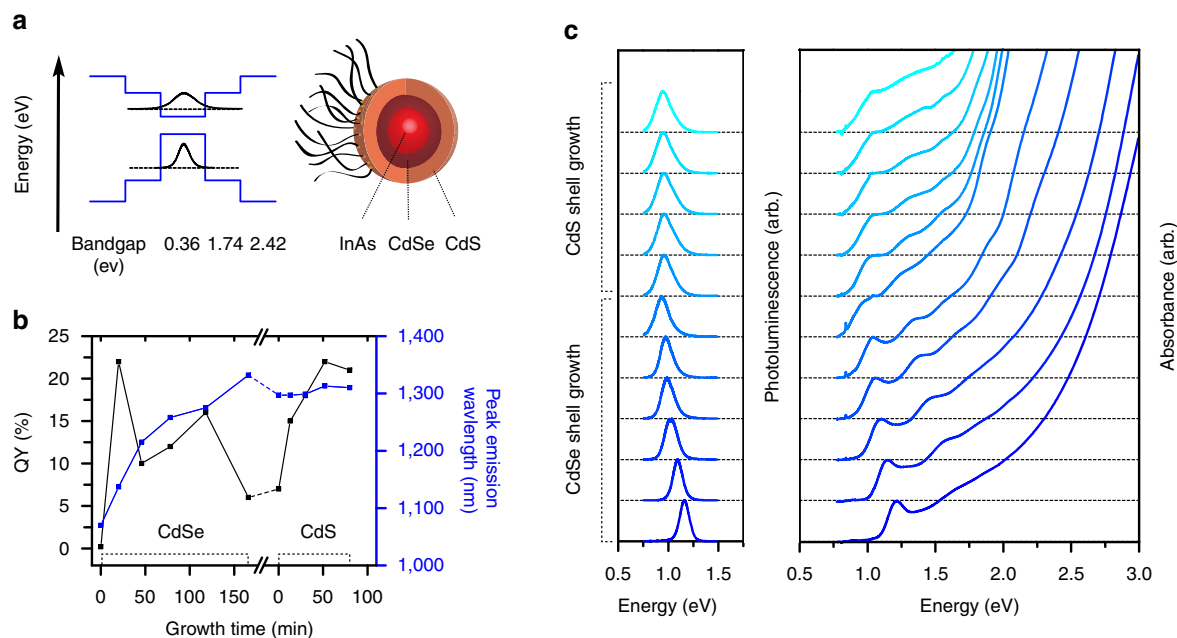 a
Energy (eV)
Bandgap 0.36 1.74 2.42
(ev)
InAs CdSe CdS
b
25
20
15
10
5
0
QY (%)
1,400
1,300
1,200
1,100
1,000
Peak emission
wavlength (nm)
CdSe CdS
0 50 100 150 0 50 100
Growth time (min)
c
CdS shell growth
CdSe shell growth
Photoluminescence (arb.)
Absorbance (arb.)
0.5 1.0 1.5
Energy (eV)
0.5 1.0 1.5 2.0 2.5 3.0
Energy (eV)